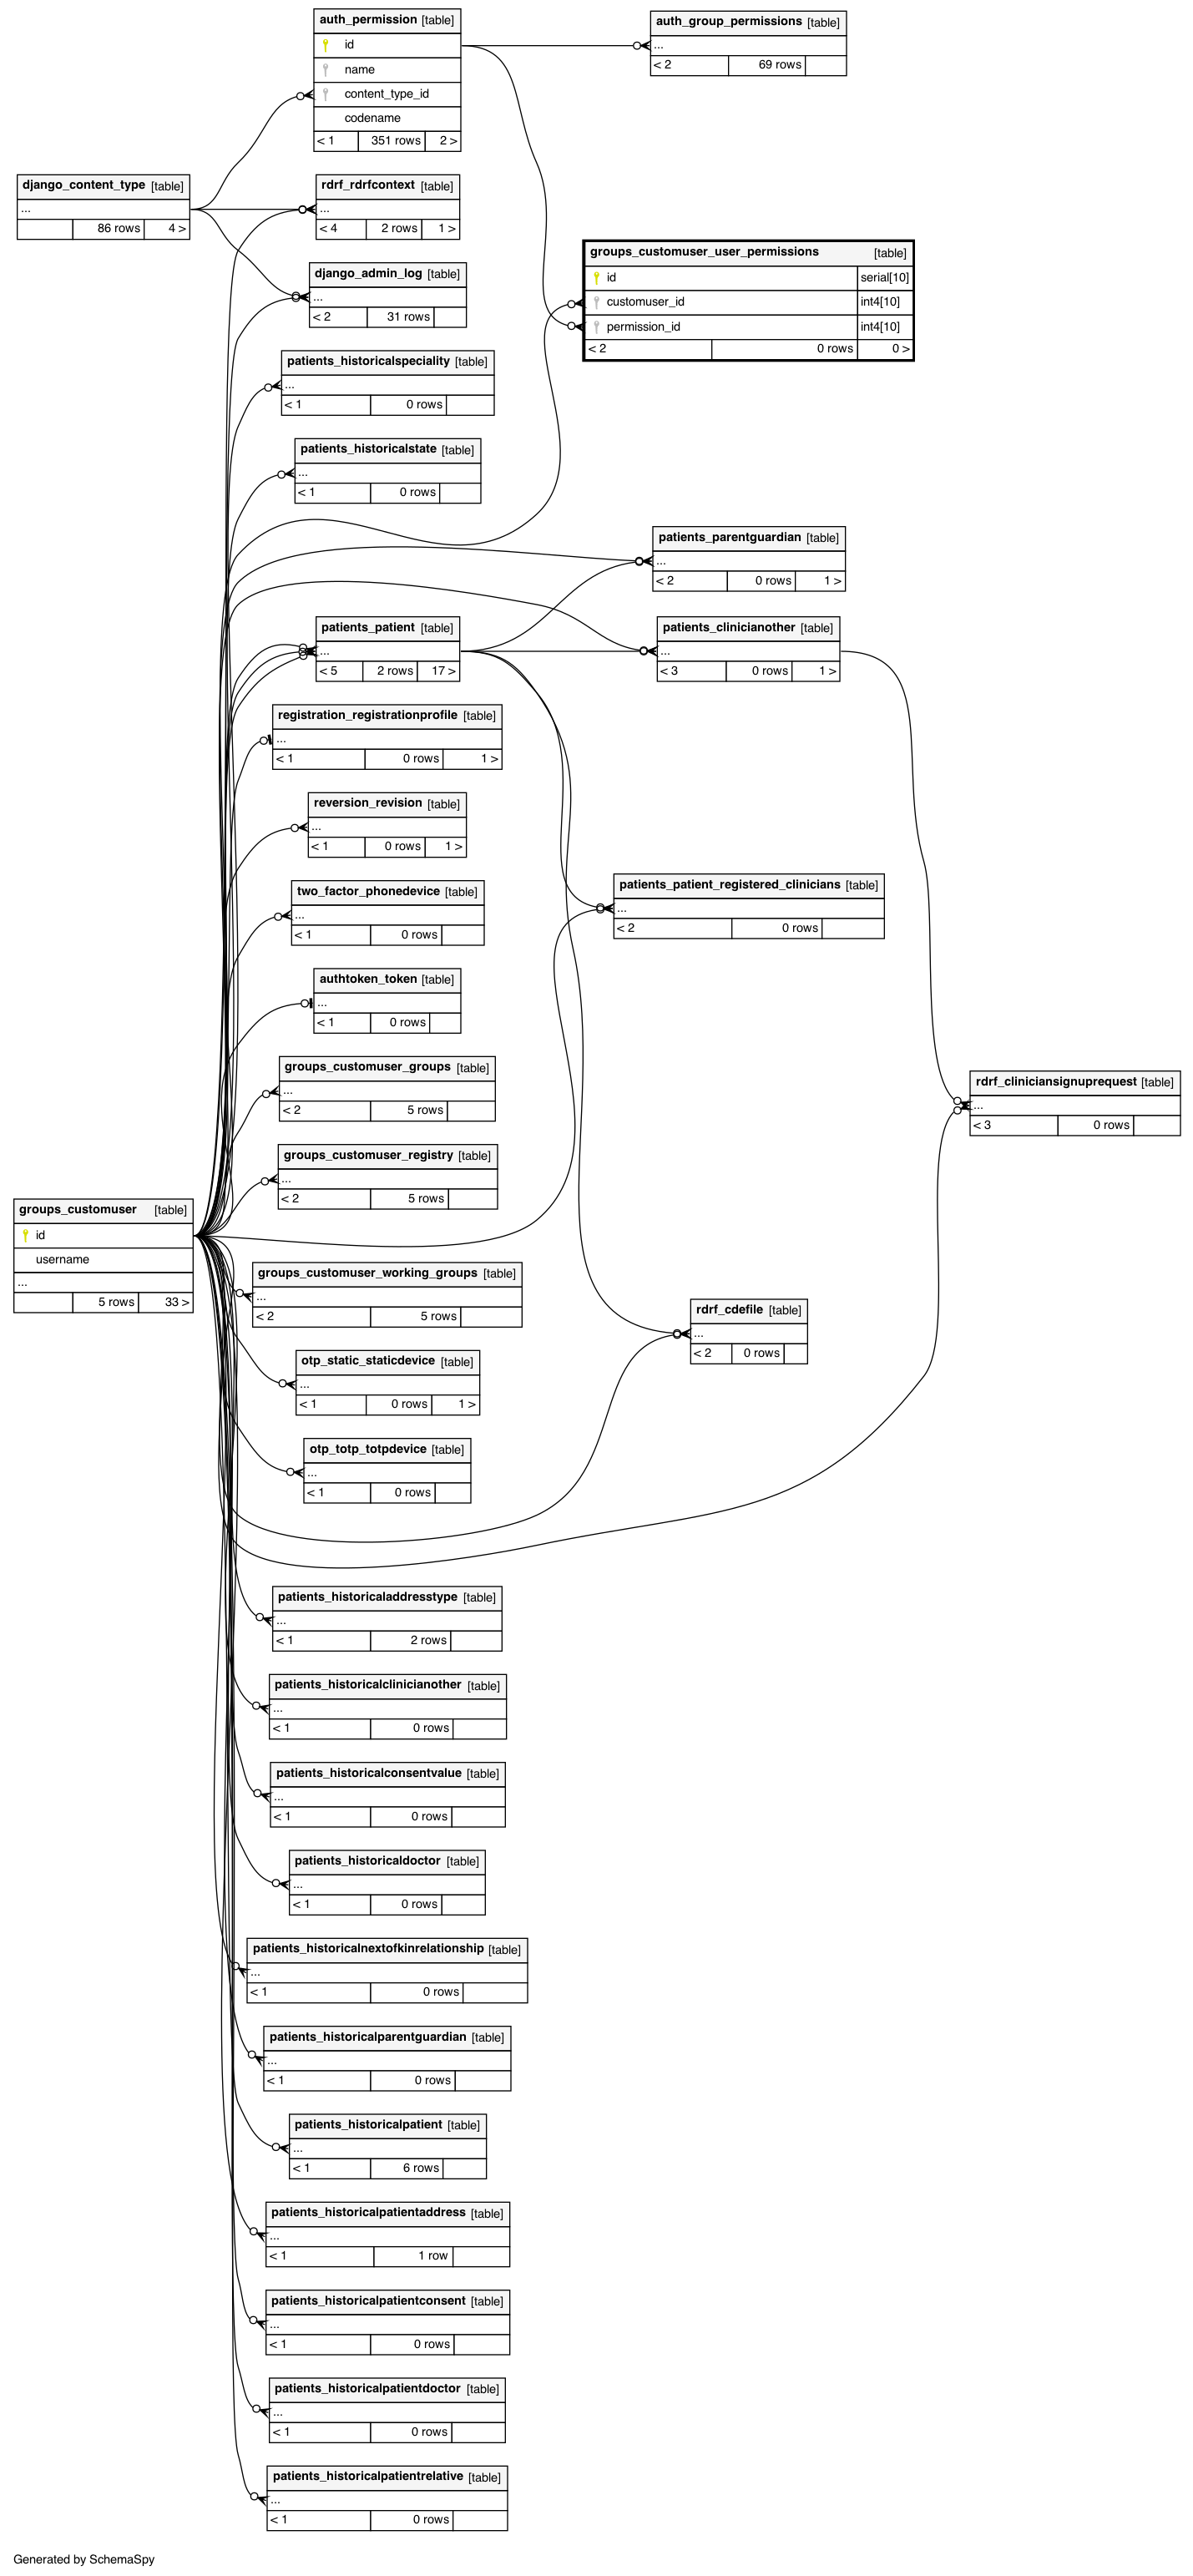 auth_permission [table]
id
name
content_type_id
codename
< 1 351 rows 2 >
auth_group_permissions [table]
...
< 2 69 rows
django_content_type [table]
...
86 rows 4 >
rdrf_rdrfcontext [table]
...
< 4 2 rows 1 >
groups_customuser_user_permissions [table]
id serial[10]
customuser_id int4[10]
permission_id int4[10]
< 2 0 rows 0 >
django_admin_log [table]
...
< 2 31 rows
patients_historicalspeciality [table]
...
< 1 0 rows
patients_historicalstate [table]
...
< 1 0 rows
patients_parentguardian [table]
...
< 2 0 rows 1 >
patients_patient [table]
...
< 5 2 rows 17 >
patients_clinicianother [table]
...
< 3 0 rows 1 >
registration_registrationprofile [table]
...
< 1 0 rows 1 >
reversion_revision [table]
...
< 1 0 rows 1 >
two_factor_phonedevice [table]
...
< 1 0 rows
patients_patient_registered_clinicians [table]
...
< 2 0 rows
authtoken_token [table]
...
< 1 0 rows
groups_customuser_groups [table]
...
< 2 5 rows
rdrf_cliniciansignuprequest [table]
...
< 3 0 rows
groups_customuser_registry [table]
...
< 2 5 rows
groups_customuser [table]
id
username
...
5 rows 33 >
groups_customuser_working_groups [table]
...
< 2 5 rows
rdrf_cdefile [table]
...
< 2 0 rows
otp_static_staticdevice [table]
...
< 1 0 rows 1 >
otp_totp_totpdevice [table]
...
< 1 0 rows
patients_historicaladdresstype [table]
...
< 1 2 rows
patients_historicalclinicianother [table]
...
< 1 0 rows
patients_historicalconsentvalue [table]
...
< 1 0 rows
patients_historicaldoctor [table]
...
< 1 0 rows
patients_historicalnextofkinrelationship [table]
...
< 1 0 rows
patients_historicalparentguardian [table]
...
< 1 0 rows
patients_historicalpatient [table]
...
< 1 6 rows
patients_historicalpatientaddress [table]
...
< 1 1 row
patients_historicalpatientconsent [table]
...
< 1 0 rows
patients_historicalpatientdoctor [table]
...
< 1 0 rows
patients_historicalpatientrelative [table]
...
< 1 0 rows
Generated by SchemaSpy